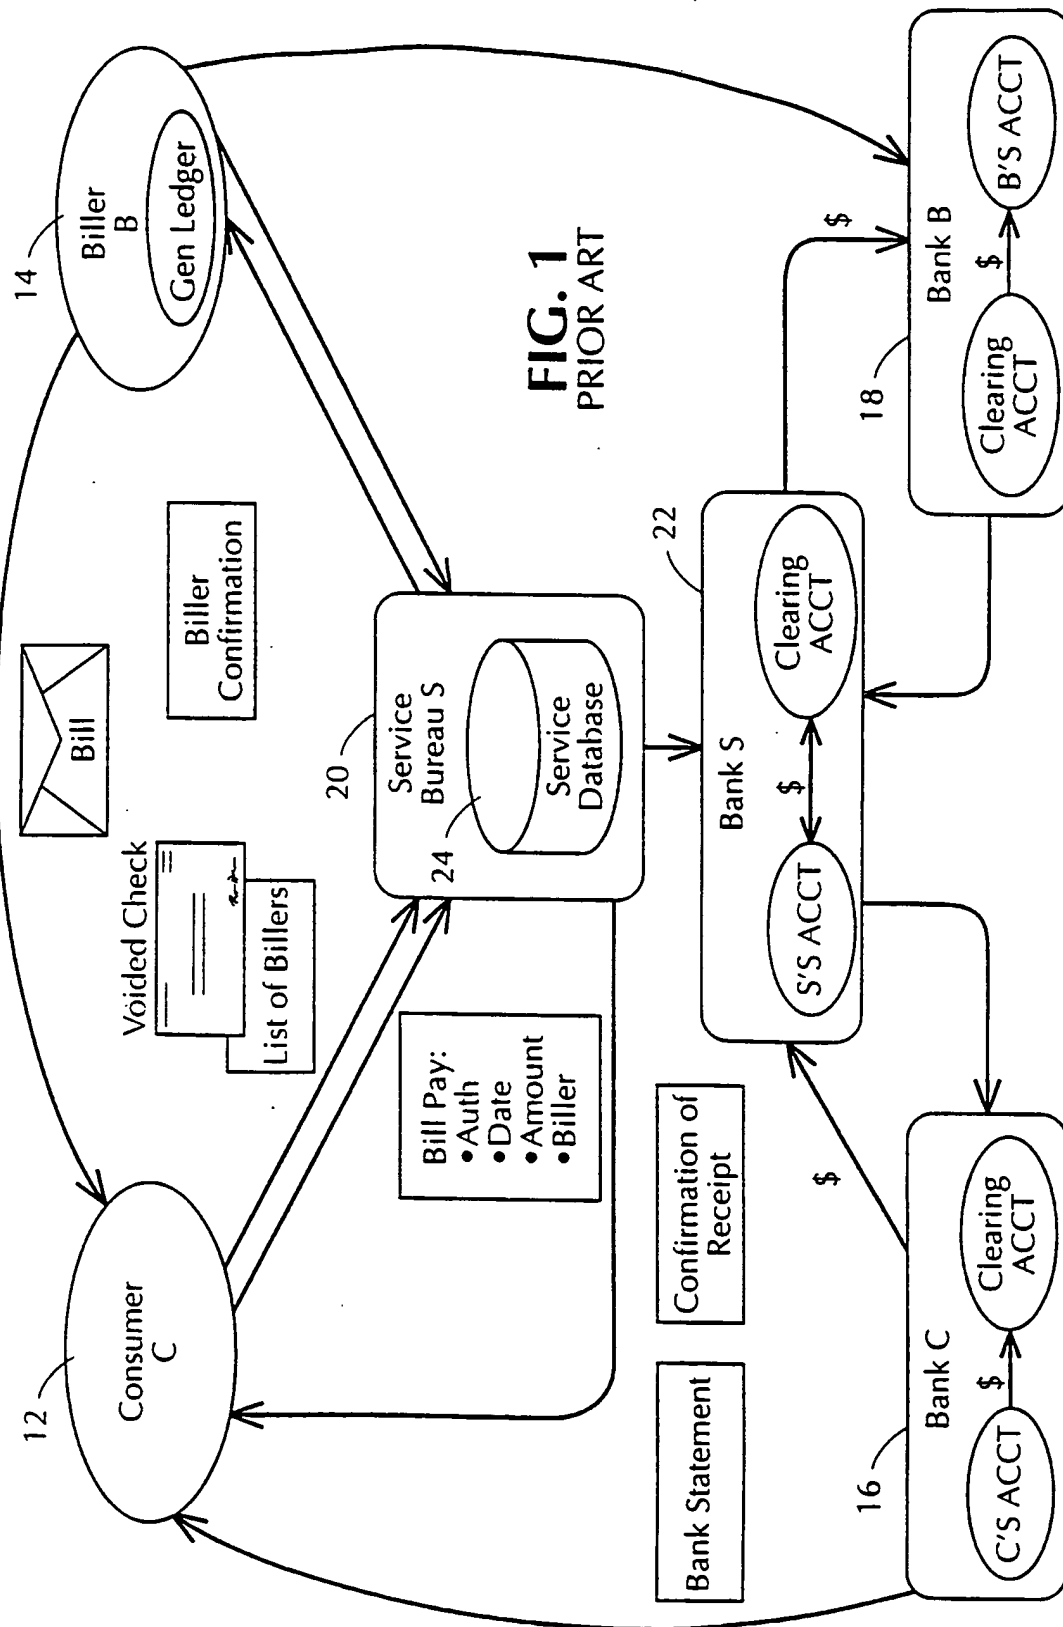 12
Consumer
C
Bill
14
Biller
B
Gen Ledger
Voided Check
List of Billers
Biller
Confirmation
Bill Pay:
•Auth
•Date
•Amount
•Biller
20
Service
Bureau S
24
Service
Database
FIG. 1
PRIOR ART
Bank Statement
Confirmation of
Receipt
22
Bank S
S'S ACCT
$
Clearing
ACCT
$
$
16
Bank C
C'S ACCT
$
Clearing
ACCT
18
Bank B
Clearing
ACCT
$
B'S ACCT